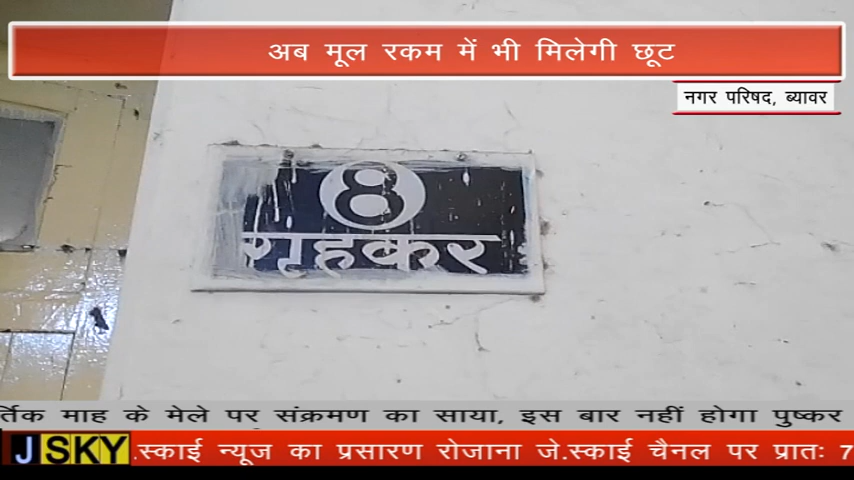 अब मूल रकम में भी मिलेगी छूट
नगर परिषद, ब्यावर
8
गृहकर
र्तिक माह के मेले पर संक्रमण का साया, इस बार नहीं होगा पुष्कर
J SKY .स्काई न्यूज का प्रसारण रोजाना जे.स्काई चैनल पर प्रातः 7